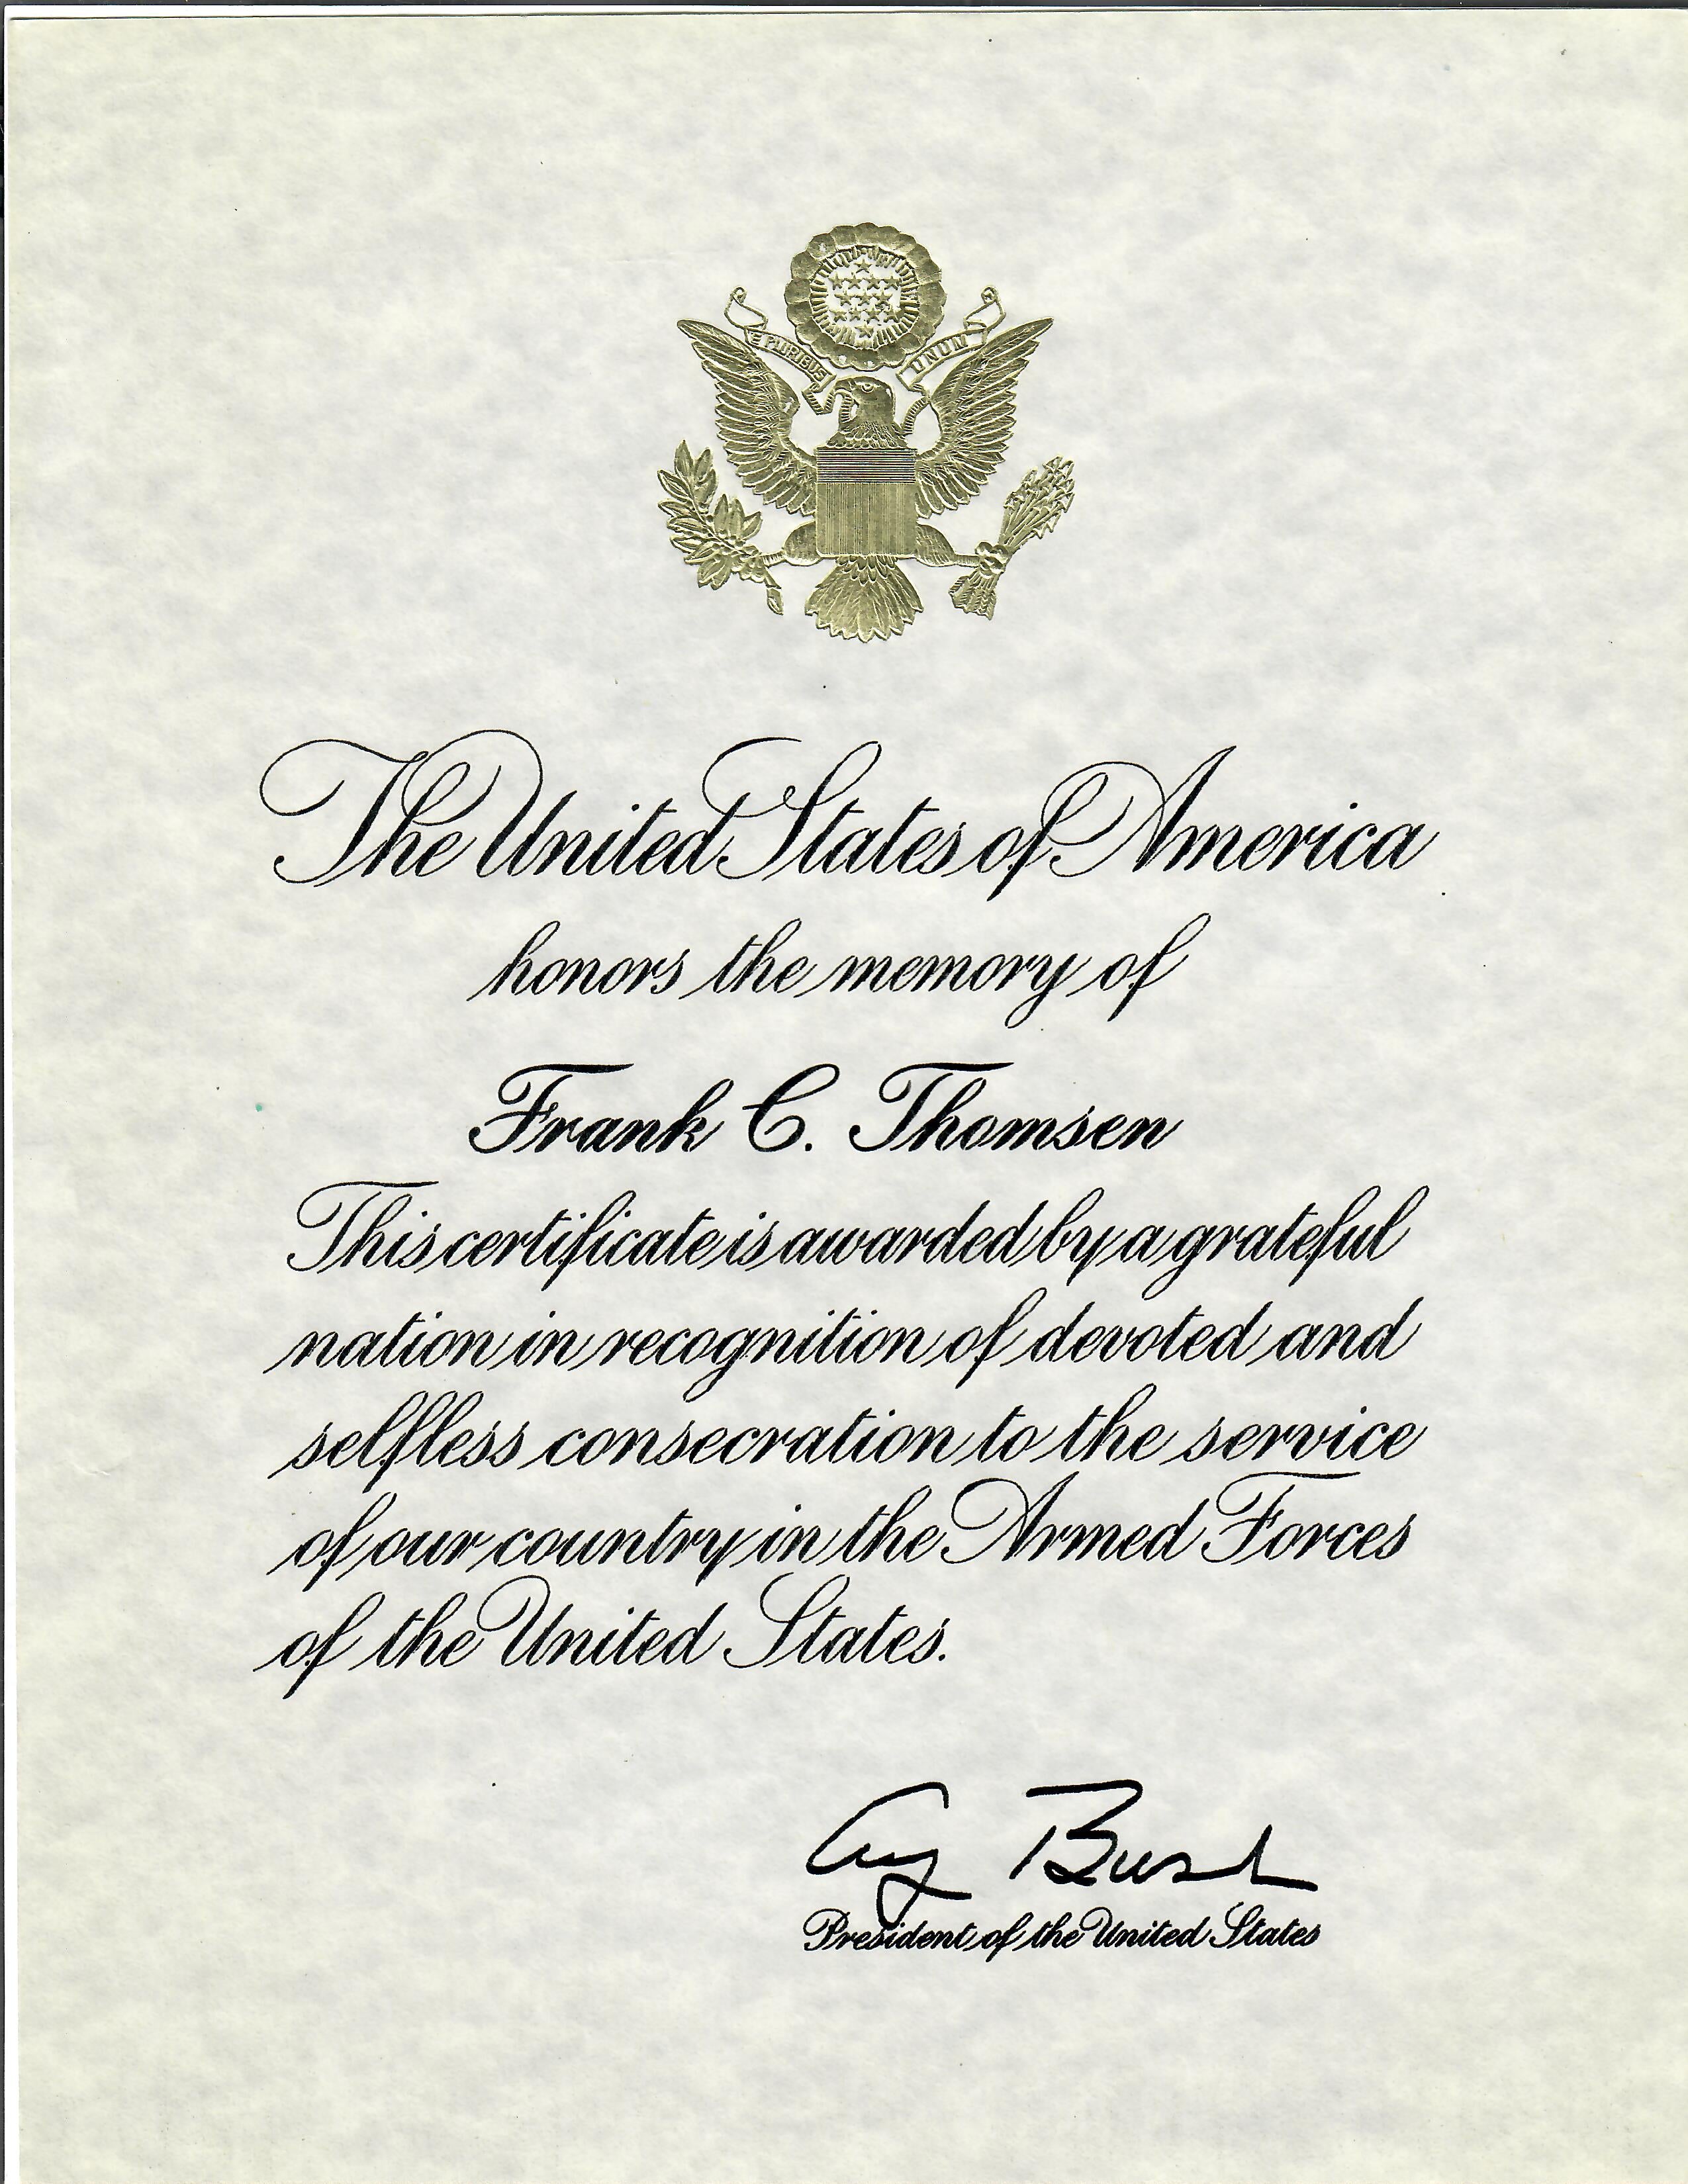 E PLURIBUS UNUM
The United States of America
honors the memory of
Frank C. Thomsen
This certificate is awarded by a grateful
nation in recognition of devoted and
selfless consecration to the service
of our country in the Armed Forces
of the United States.
Bush
President of the United States